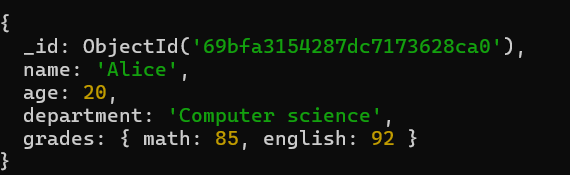 {
  _id: ObjectId('69bfa3154287dc7173628ca0'),
  name: 'Alice',
  age: 20,
  department: 'Computer science',
  grades: { math: 85, english: 92 }
}